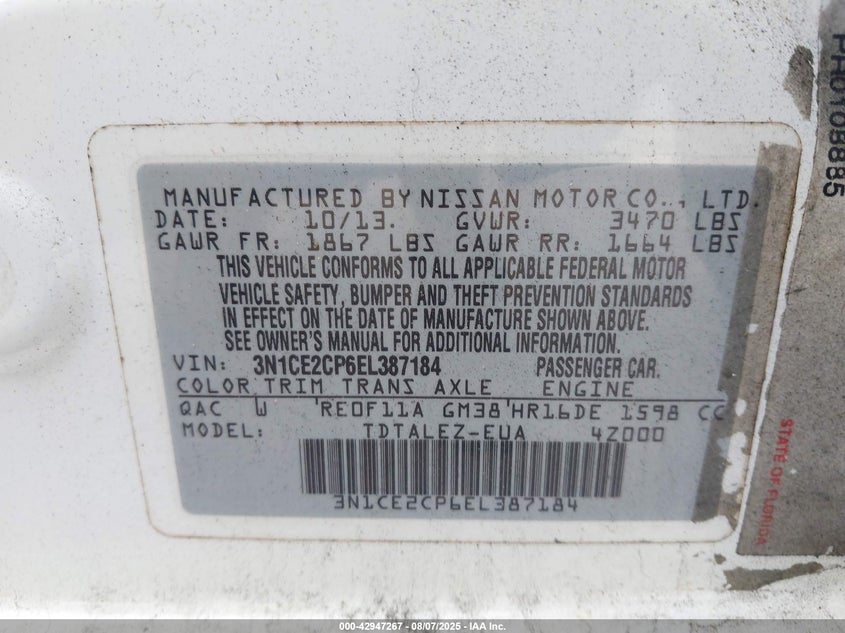 MANUFACTURED BY NISSAN MOTOR CO., LTD.
DATE: 10/13. GVWR: 3470 LBS
GAWR FR: 1867 LBS GAWR RR: 1664 LBS
THIS VEHICLE CONFORMS TO ALL APPLICABLE FEDERAL MOTOR
VEHICLE SAFETY, BUMPER AND THEFT PREVENTION STANDARDS
IN EFFECT ON THE DATE OF MANUFACTURE SHOWN ABOVE.
SEE OWNER'S MANUAL FOR ADDITIONAL INFORMATION.
VIN: 3N1CE2CP6EL387184 PASSENGER CAR.
COLOR TRIM TRANS AXLE ENGINE
QAC W RE0F11A GM38 HR16DE 1598 CC
MODEL: TDTALEZ-EUA 4Z000
3N1CE2CP6EL387184
PH0108885
STATE OF FLORIDA
000-42947267 - 08/07/2025 - IAA Inc.